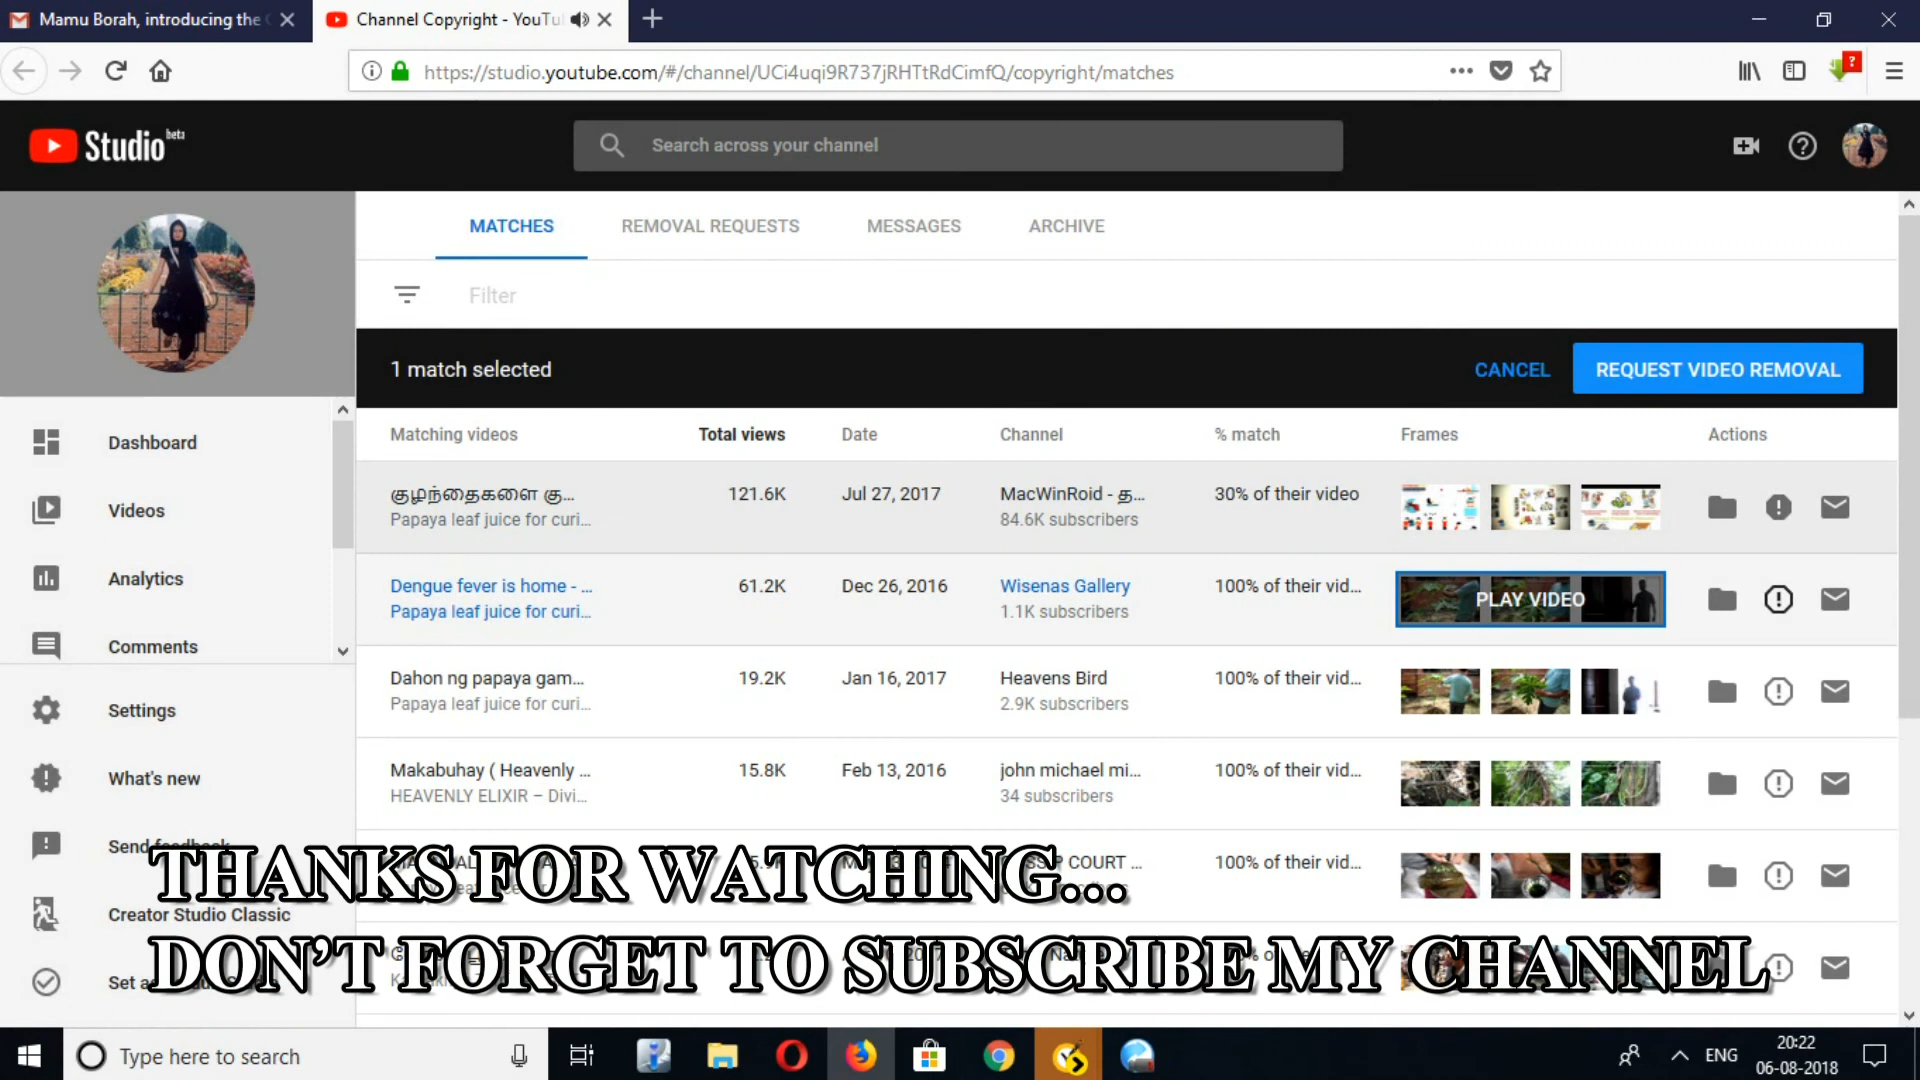 Mamu Borah, introducing the
Channel Copyright - YouTu
https://studio.youtube.com/#/channel/UCi4uqi9R737jRHTtRdCimfQ/copyright/matches
?
Studio beta
Search across your channel
MATCHES REMOVAL REQUESTS MESSAGES ARCHIVE
Filter
1 match selected CANCEL REQUEST VIDEO REMOVAL
Matching videos Total views Date Channel % match Frames Actions
குழந்தைகளை கு... 121.6K Jul 27, 2017 MacWinRoid - த... 30% of their video
Papaya leaf juice for curi... 84.6K subscribers
Dengue fever is home - ... 61.2K Dec 26, 2016 Wisenas Gallery 100% of their vid... PLAY VIDEO
Papaya leaf juice for curi... 1.1K subscribers
Dahon ng papaya gam... 19.2K Jan 16, 2017 Heavens Bird 100% of their vid...
Papaya leaf juice for curi... 2.9K subscribers
Makabuhay ( Heavenly ... 15.8K Feb 13, 2016 john michael mi... 100% of their vid...
HEAVENLY ELIXIR – Divi... 34 subscribers
COURT ... 100% of their vid...
Dashboard
Videos
Analytics
Comments
Settings
What's new
Send feedback
Creator Studio Classic
THANKS FOR WATCHING...
DON'T FORGET TO SUBSCRIBE MY CHANNEL
Type here to search
ENG
20:22
06-08-2018